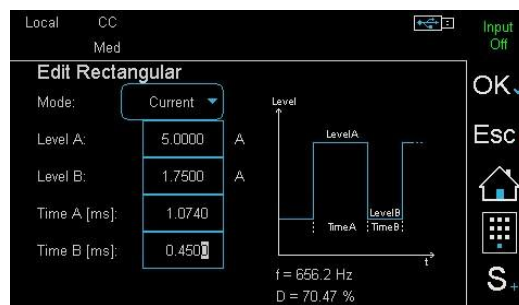 Local CC
Med
Input
Off
Edit Rectangular
Mode: Current
Level A: 5.0000 A
Level B: 1.7500 A
Time A [ms]: 1.0740
Time B [ms]: 0.4500
Level
LevelA
LevelB
TimeA TimeB
t
f = 656.2 Hz
D = 70.47 %
OK
Esc
S+